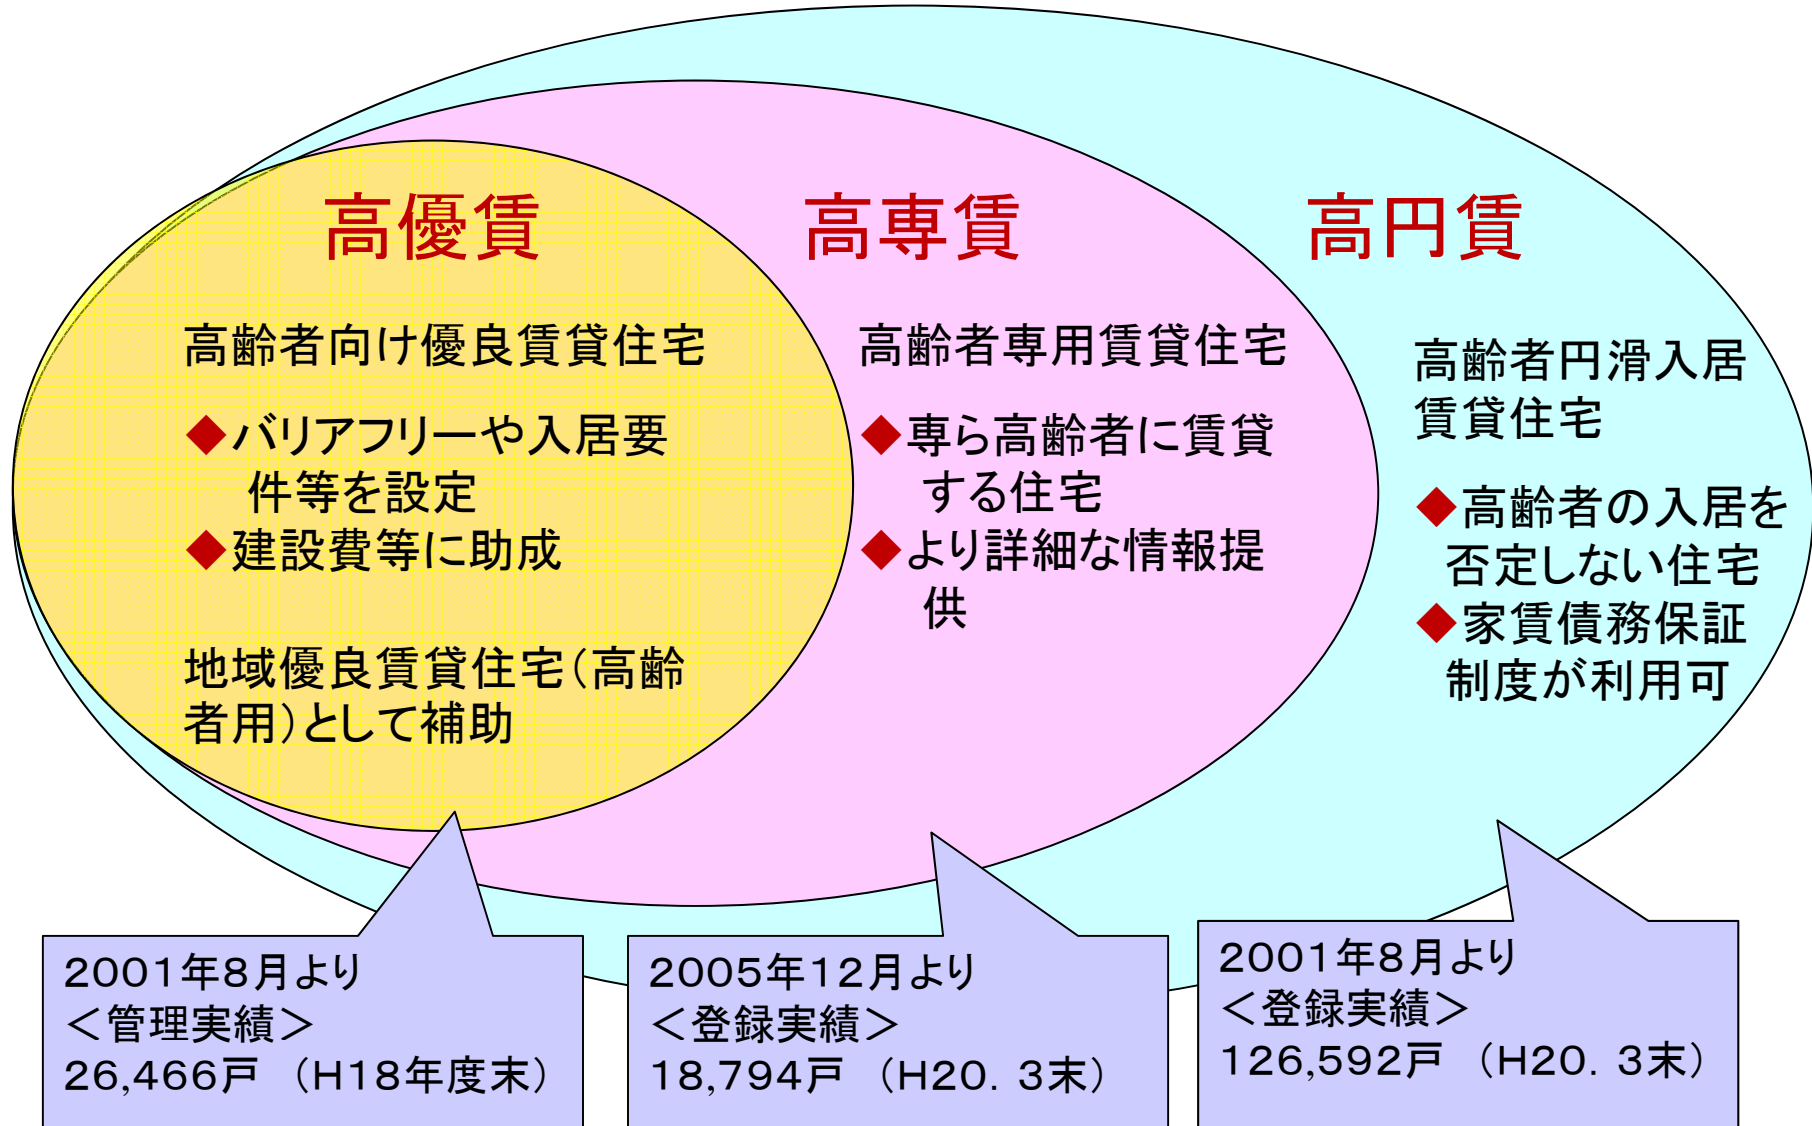 高優賃
高齢者向け優良賃貸住宅
◆バリアフリーや入居要
件等を設定
◆建設費等に助成
地域優良賃貸住宅(高齢
者用)として補助
高専賃
高齢者専用賃貸住宅
◆専ら高齢者に賃貸
する住宅
◆より詳細な情報提
供
高円賃
高齢者円滑入居
賃貸住宅
◆高齢者の入居を
否定しない住宅
◆家賃債務保証
制度が利用可
2001年8月より
<管理実績>
26,466戸 (H18年度末)
2005年12月より
<登録実績>
18,794戸 (H20.3末)
2001年8月より
<登録実績>
126,592戸 (H20.3末)